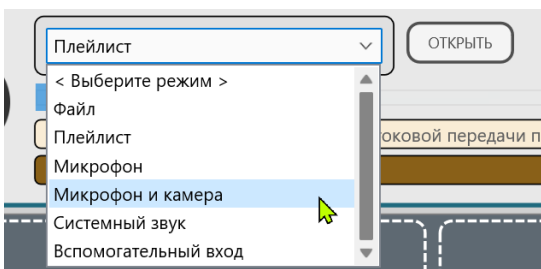 Плейлист
ОТКРЫТЬ
< Выберите режим >
Файл
Плейлист
оковой передачи п
Микрофон
Микрофон и камера
Системный звук
Вспомогательный вход